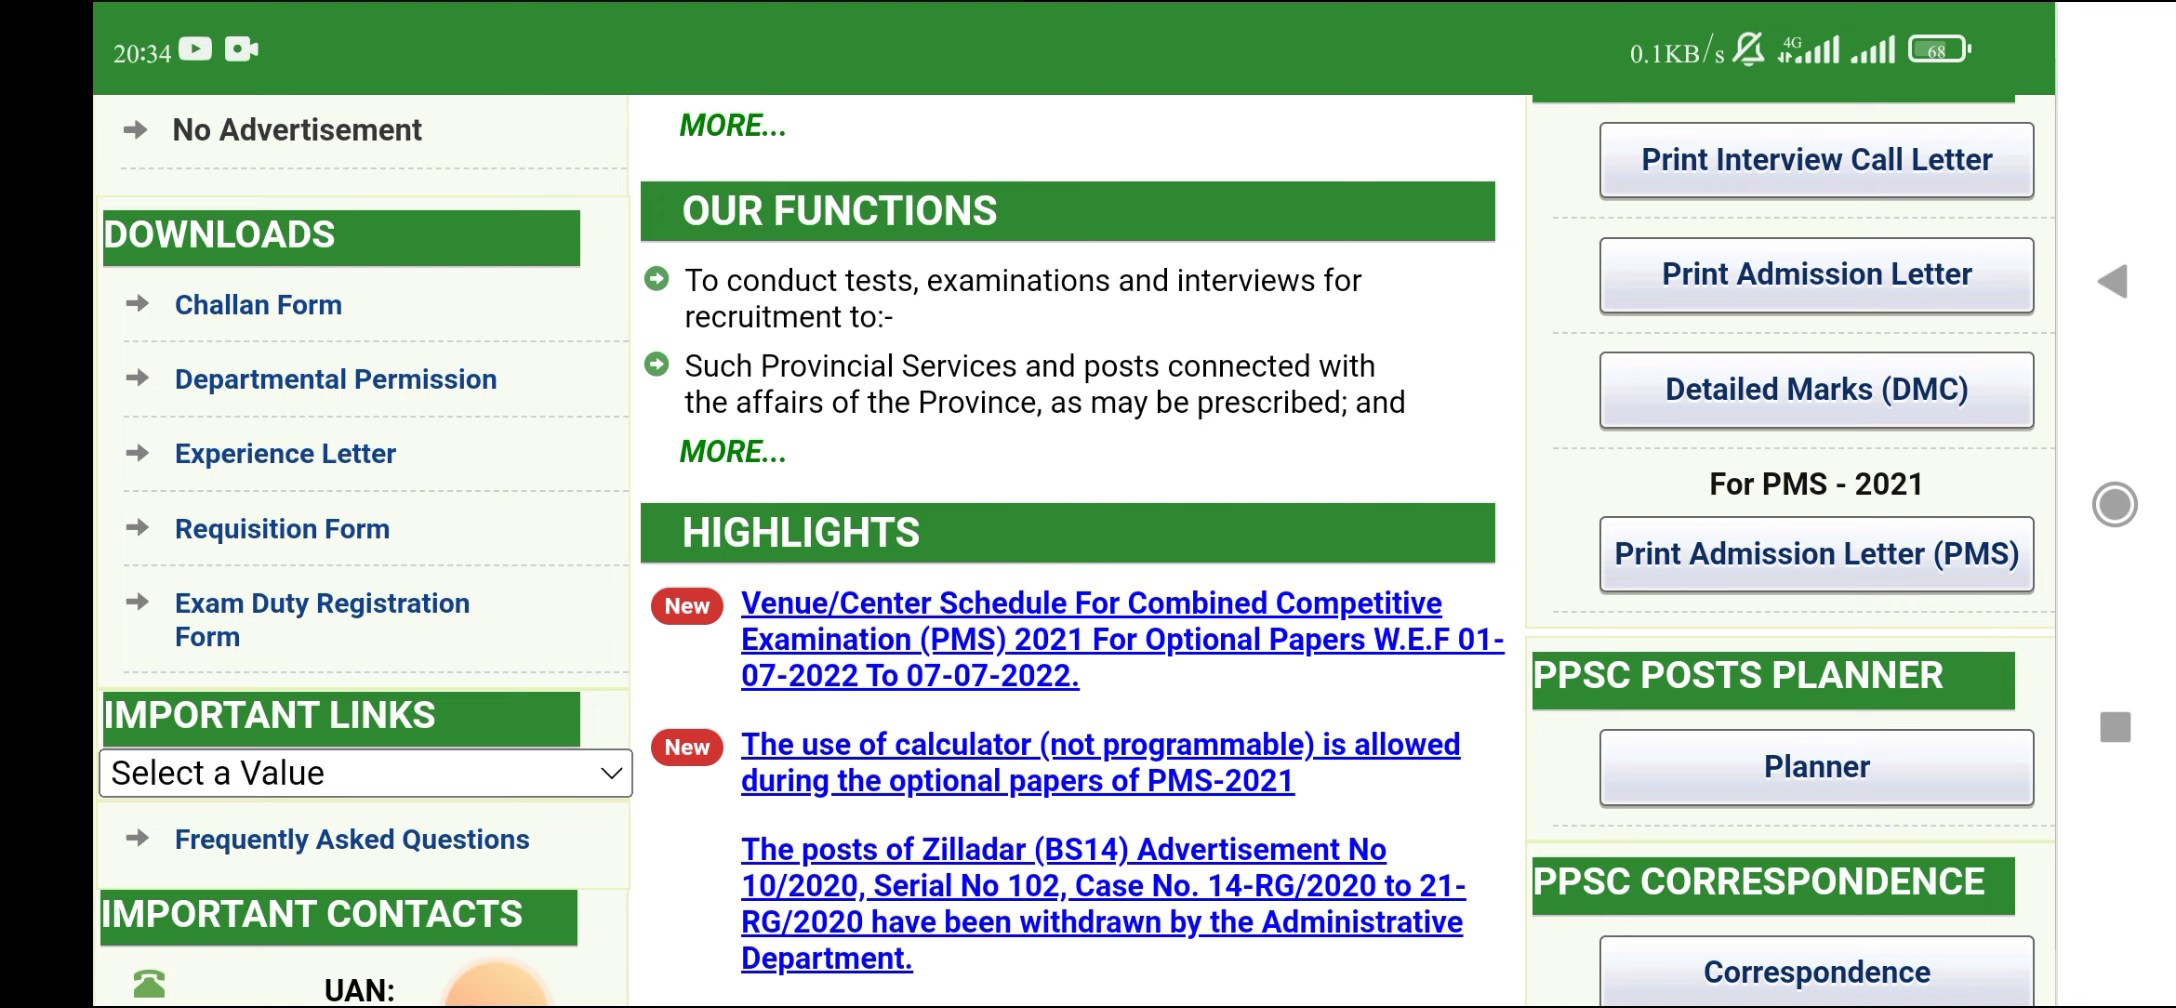 20:34
0.1KB/s 4G 68
No Advertisement
DOWNLOADS
Challan Form
Departmental Permission
Experience Letter
Requisition Form
Exam Duty Registration
Form
IMPORTANT LINKS
Select a Value
Frequently Asked Questions
IMPORTANT CONTACTS
UAN:
MORE...
OUR FUNCTIONS
To conduct tests, examinations and interviews for
recruitment to:-
Such Provincial Services and posts connected with
the affairs of the Province, as may be prescribed; and
MORE...
HIGHLIGHTS
New Venue/Center Schedule For Combined Competitive
Examination (PMS) 2021 For Optional Papers W.E.F 01-
07-2022 To 07-07-2022.
New The use of calculator (not programmable) is allowed
during the optional papers of PMS-2021
The posts of Zilladar (BS14) Advertisement No
10/2020, Serial No 102, Case No. 14-RG/2020 to 21-
RG/2020 have been withdrawn by the Administrative
Department.
Print Interview Call Letter
Print Admission Letter
Detailed Marks (DMC)
For PMS - 2021
Print Admission Letter (PMS)
PPSC POSTS PLANNER
Planner
PPSC CORRESPONDENCE
Correspondence